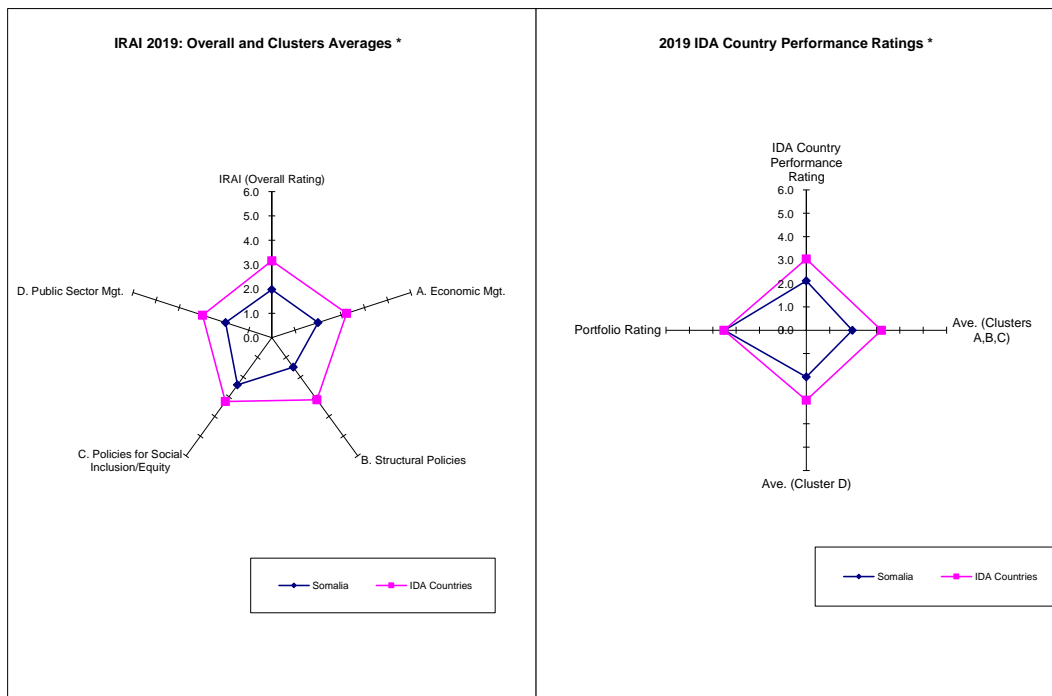 IRAI 2019: Overall and Clusters Averages *
IRAI (Overall Rating)
6.0
5.0
4.0
3.0
2.0
1.0
0.0
A. Economic Mgt.
B. Structural Policies
C. Policies for Social
Inclusion/Equity
D. Public Sector Mgt.
Somalia
IDA Countries
2019 IDA Country Performance Ratings *
IDA Country
Performance
Rating
6.0
5.0
4.0
3.0
2.0
1.0
0.0
Ave. (Clusters
A,B,C)
Ave. (Cluster D)
Portfolio Rating
Somalia
IDA Countries